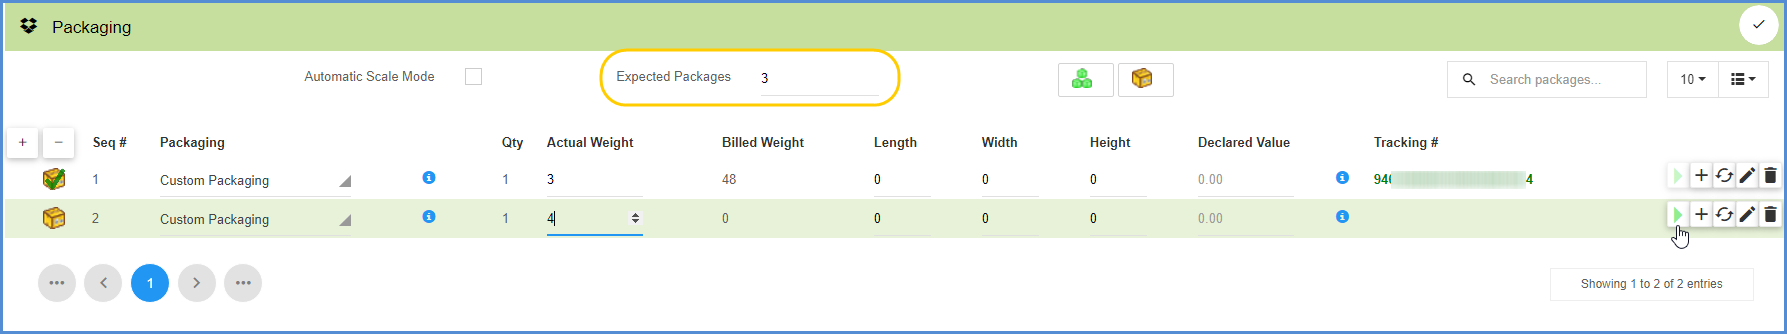 Packaging
Automatic Scale Mode
Expected Packages 3
Search packages...
10
+ − Seq # Packaging Qty Actual Weight Billed Weight Length Width Height Declared Value Tracking #
1 Custom Packaging 1 3 48 0 0 0 0.00 4
2 Custom Packaging 1 4 0 0 0 0 0.00
1
Showing 1 to 2 of 2 entries